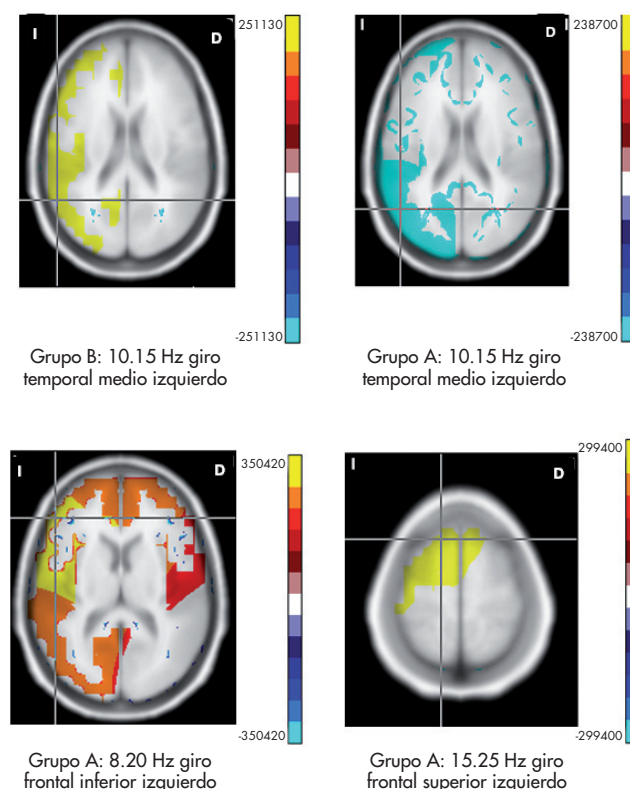 I
D
251130
-251130
Grupo B: 10.15 Hz giro
temporal medio izquierdo
I
D
I
238700
-238700
Grupo A: 10.15 Hz giro
temporal medio izquierdo
I
D
350420
-350420
Grupo A: 8.20 Hz giro
frontal inferior izquierdo
I
D
299400
-299400
Grupo A: 15.25 Hz giro
frontal superior izquierdo